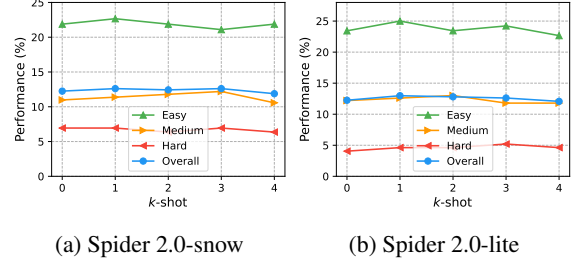 25
20
15
10
5
0
Performance (%)
Easy
Medium
Hard
Overall
0 1 2 3 4
k-shot
(a) Spider 2.0-snow
25
20
15
10
5
0
Performance (%)
Easy
Medium
Hard
Overall
0 1 2 3 4
k-shot
(b) Spider 2.0-lite